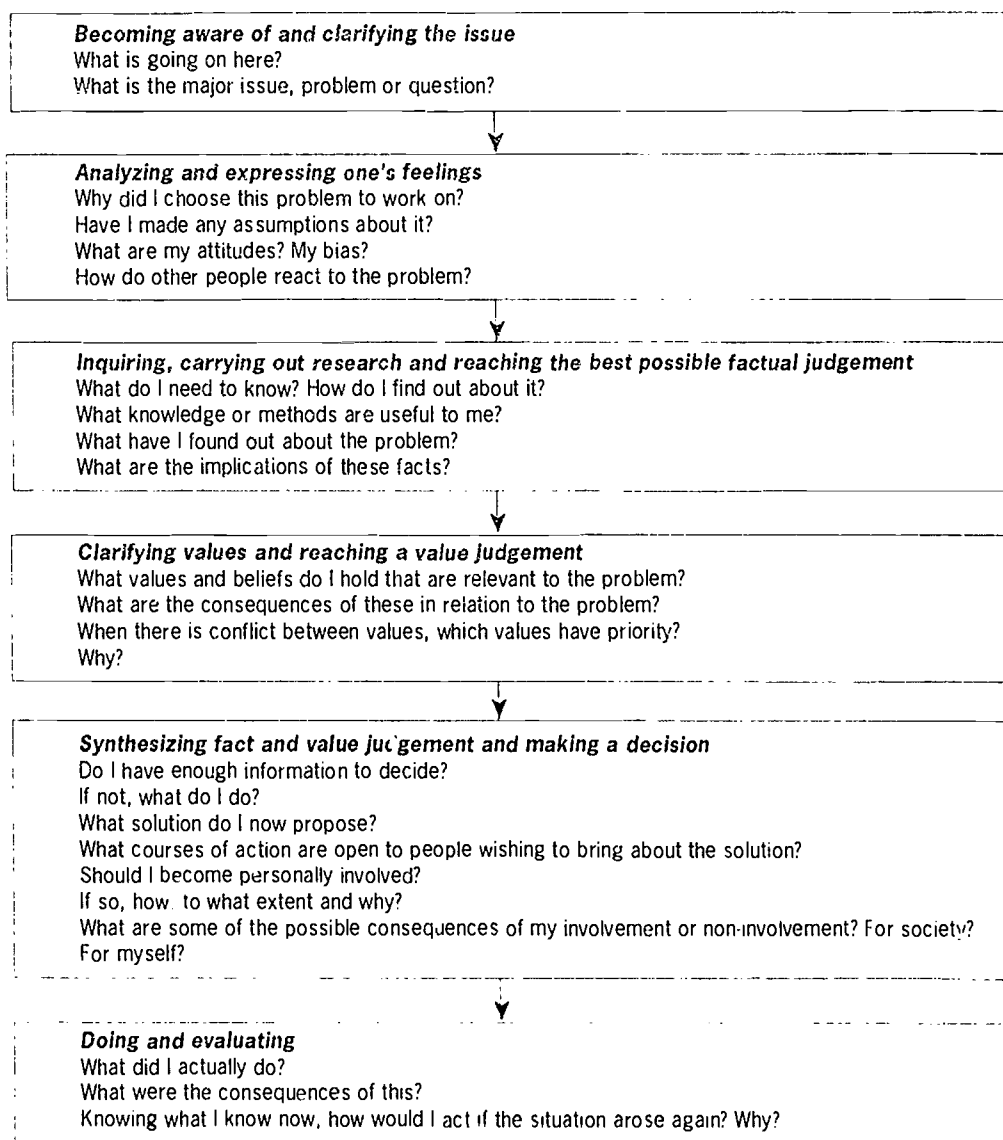 Becoming aware of and clarifying the issue
What is going on here?
What is the major issue, problem or question?
Analyzing and expressing one's feelings
Why did I choose this problem to work on?
Have I made any assumptions about it?
What are my attitudes? My bias?
How do other people react to the problem?
Inquiring, carrying out research and reaching the best possible factual judgement
What do I need to know? How do I find out about it?
What knowledge or methods are useful to me?
What have I found out about the problem?
What are the implications of these facts?
Clarifying values and reaching a value judgement
What values and beliefs do I hold that are relevant to the problem?
What are the consequences of these in relation to the problem?
When there is conflict between values, which values have priority?
Why?
Synthesizing fact and value judgement and making a decision
Do I have enough information to decide?
If not, what do I do?
What solution do I now propose?
What courses of action are open to people wishing to bring about the solution?
Should I become personally involved?
If so, how to what extent and why?
What are some of the possible consequences of my involvement or non-involvement? For society?
For myself?
Doing and evaluating
What did I actually do?
What were the consequences of this?
Knowing what I know now, how would I act if the situation arose again? Why?